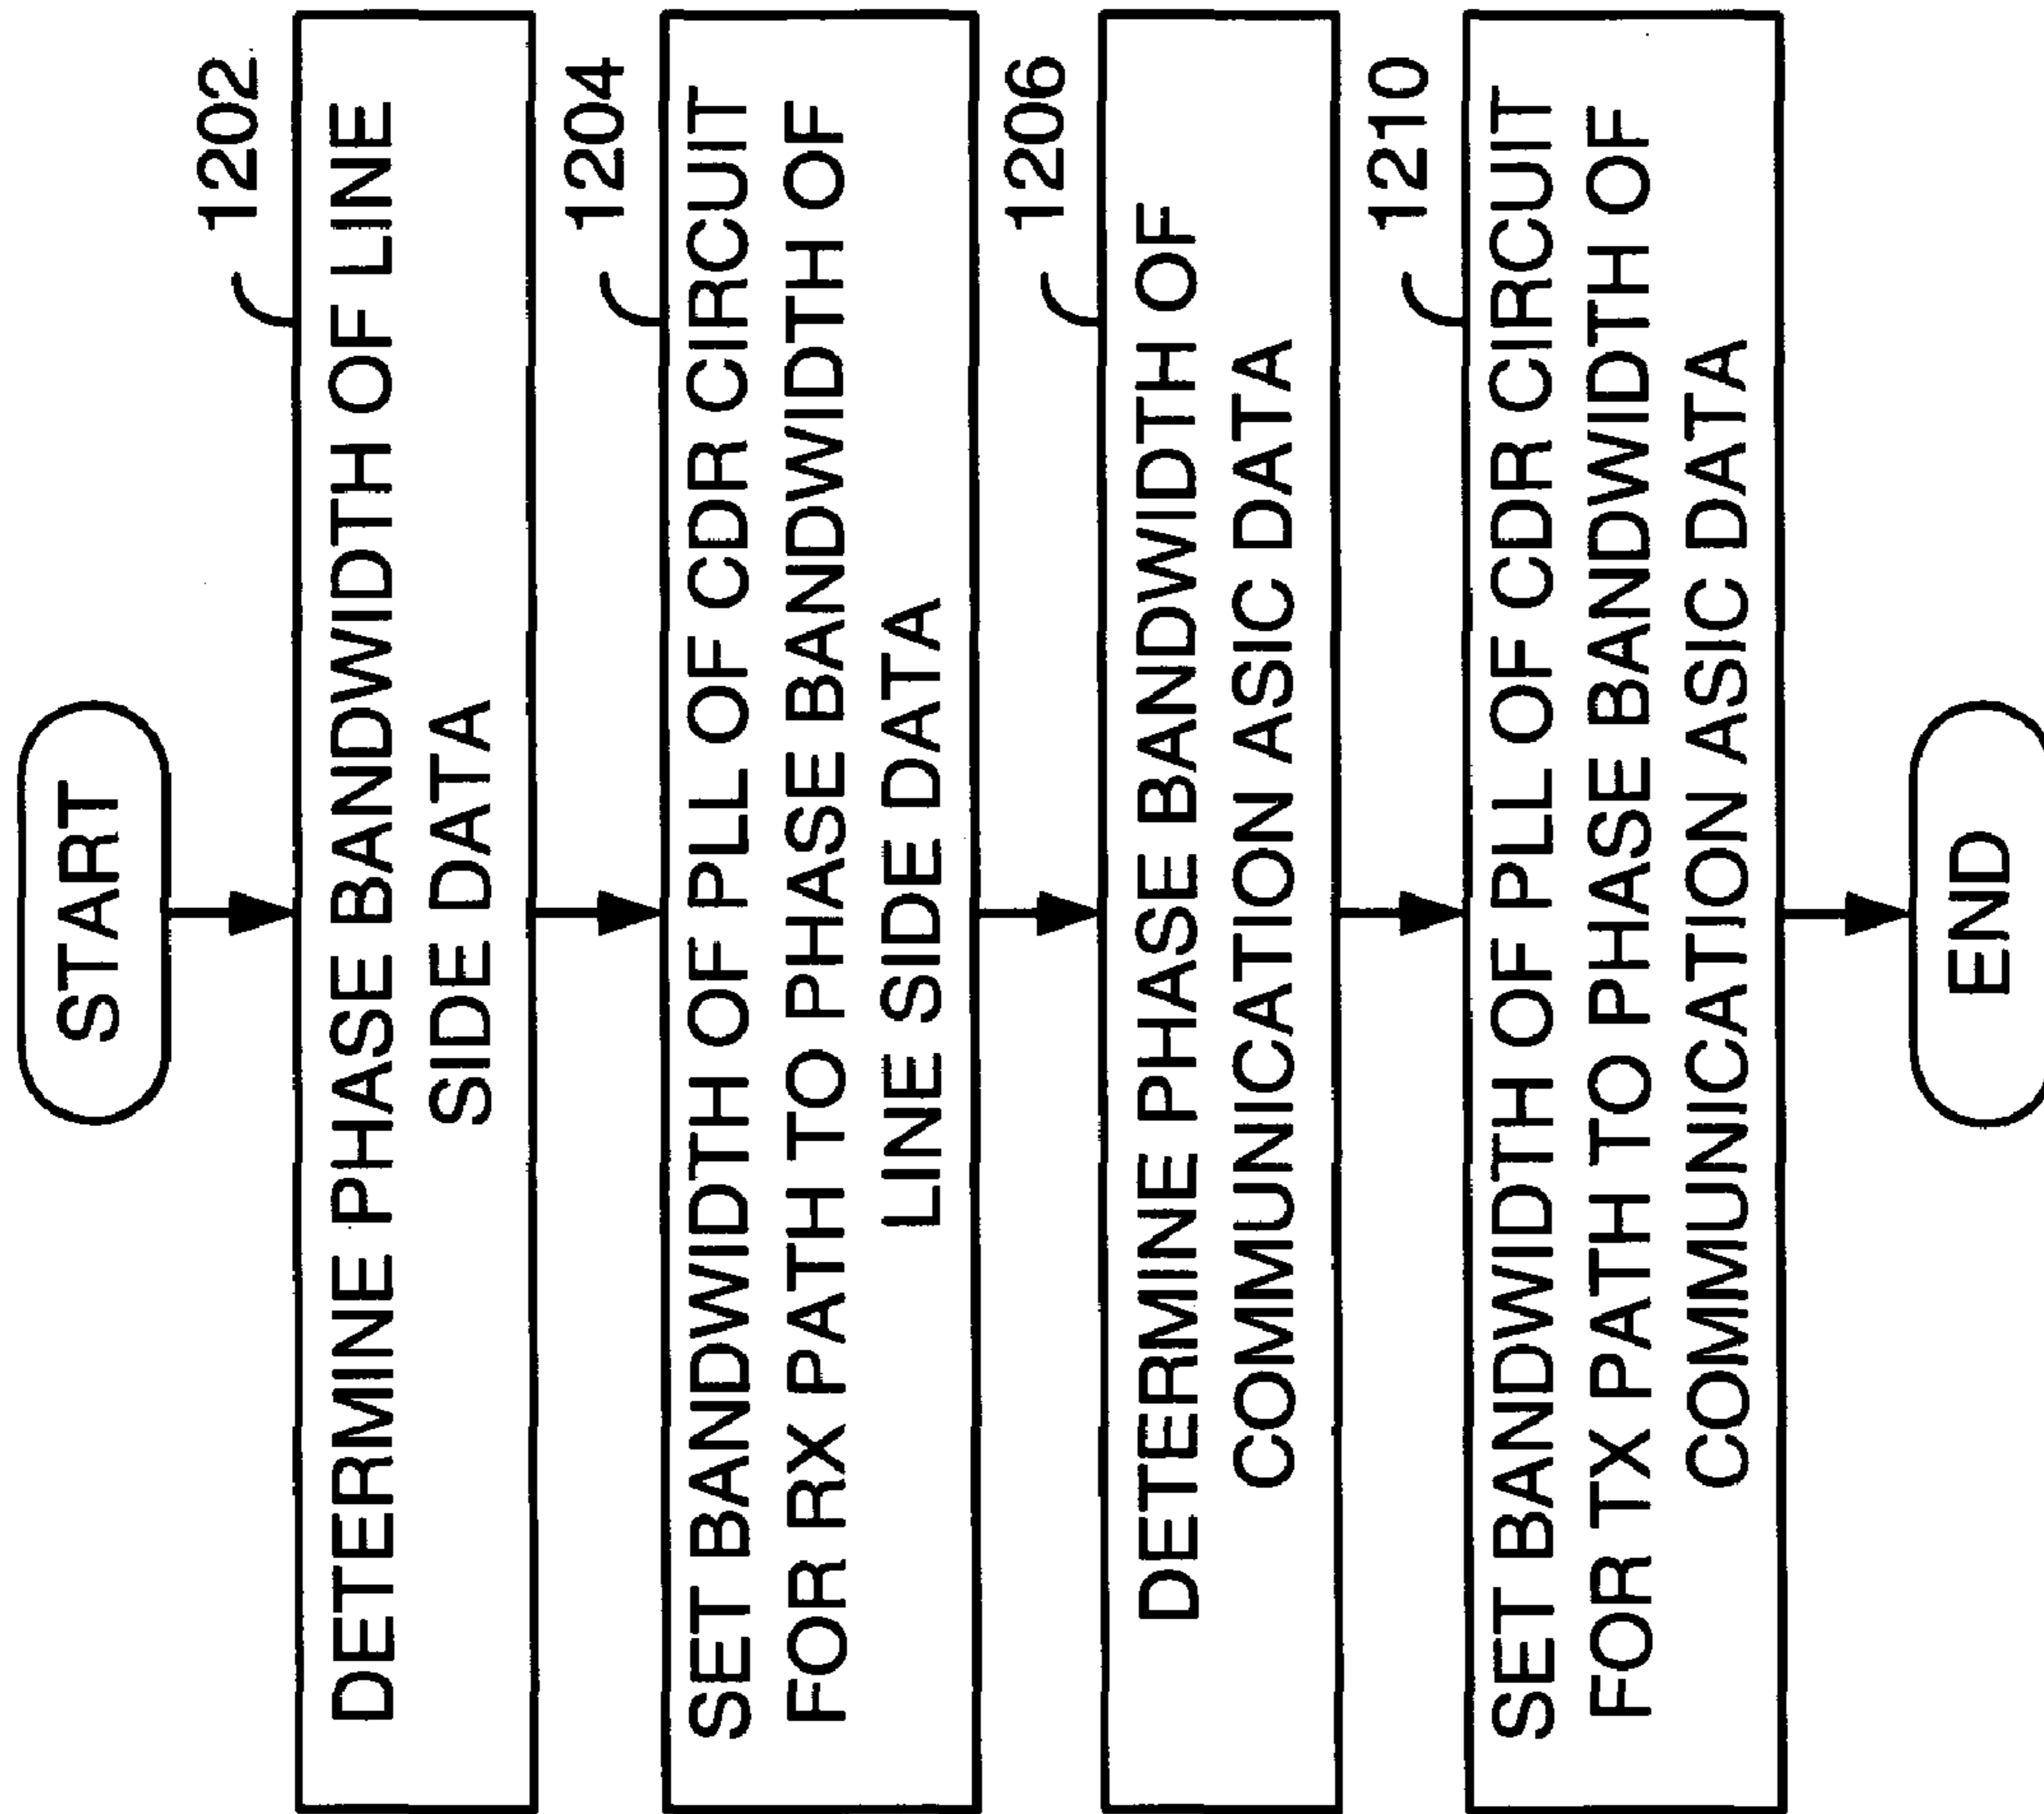 START
1202
DETERMINE PHASE BANDWIDTH OF LINE
SIDE DATA
1204
SET BANDWIDTH OF PLL OF CDR CIRCUIT
FOR RX PATH TO PHASE BANDWIDTH OF
LINE SIDE DATA
1206
DETERMINE PHASE BANDWIDTH OF
COMMUNICATION ASIC DATA
1210
SET BANDWIDTH OF PLL OF CDR CIRCUIT
FOR TX PATH TO PHASE BANDWIDTH OF
COMMUNICATION ASIC DATA
END